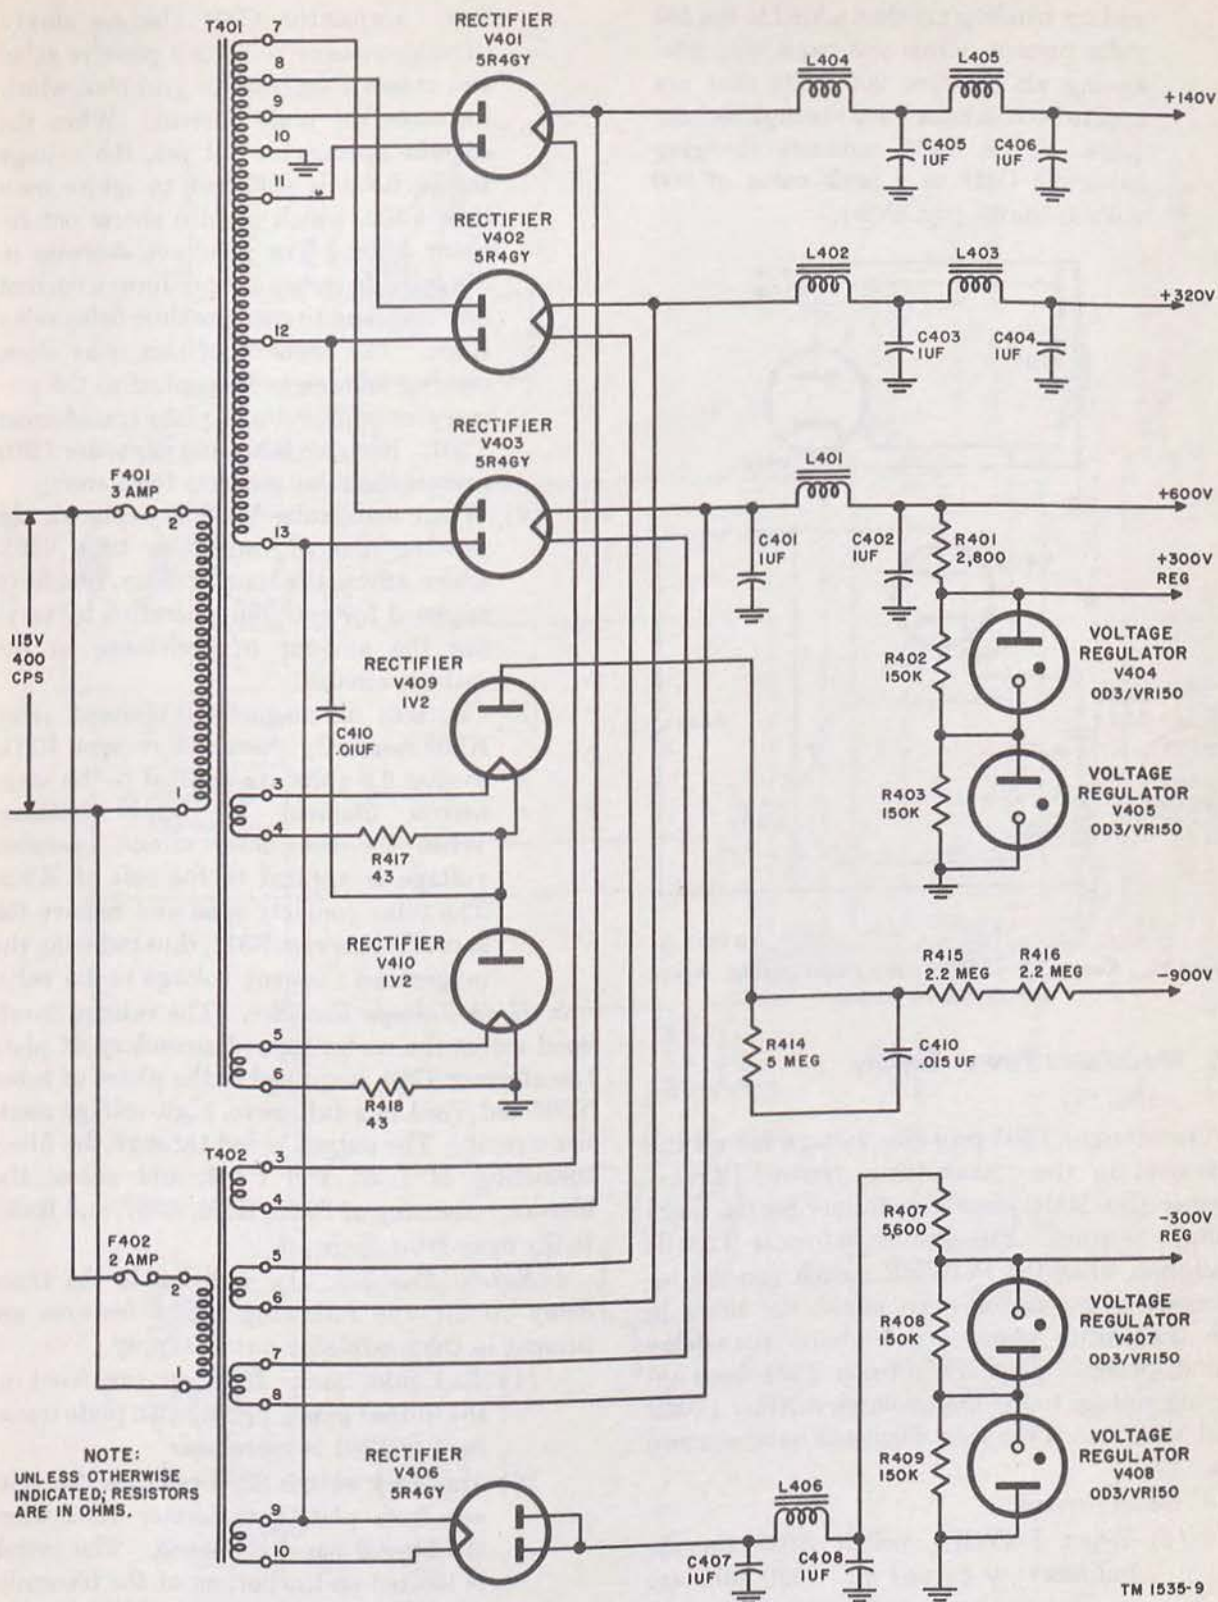 T401
7
8
9
10
11
12
13
RECTIFIER
V401
5R4GY
L404
L405
+140V
C405
1UF
C406
1UF
RECTIFIER
V402
5R4GY
L402
L403
+320V
C403
1UF
C404
1UF
RECTIFIER
V403
5R4GY
L401
+600V
C401
1UF
C402
1UF
R401
2,800
+300V
REG
F401
3 AMP
2
1
115V
400
CPS
RECTIFIER
V409
1V2
C410
.01UF
3
4
R417
43
R402
150K
VOLTAGE
REGULATOR
V404
OD3/VR150
R403
150K
VOLTAGE
REGULATOR
V405
OD3/VR150
RECTIFIER
V410
1V2
5
6
R418
43
R415
2.2 MEG
R416
2.2 MEG
-900V
R414
5 MEG
C410
.015 UF
T402
3
4
5
6
7
8
9
10
F402
2 AMP
2
1
R407
5,600
-300V
REG
R408
150K
VOLTAGE
REGULATOR
V407
OD3/VR150
R409
150K
VOLTAGE
REGULATOR
V408
OD3/VR150
NOTE:
UNLESS OTHERWISE
INDICATED; RESISTORS
ARE IN OHMS.
RECTIFIER
V406
5R4GY
L406
C407
1UF
C408
1UF
TM 1535-9